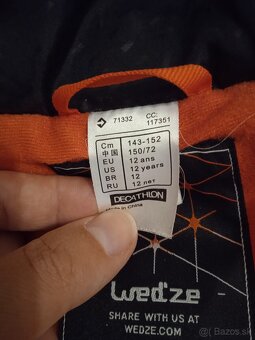 71332 CC: 117351
Cm 143-152
中国 150/72
EU 12 ans
US 12 years
BR 12
RU 12 лет
DECATHLON
Made in China
wed'ze
SHARE WITH US AT
WEDZE.COM
Bazos.sk